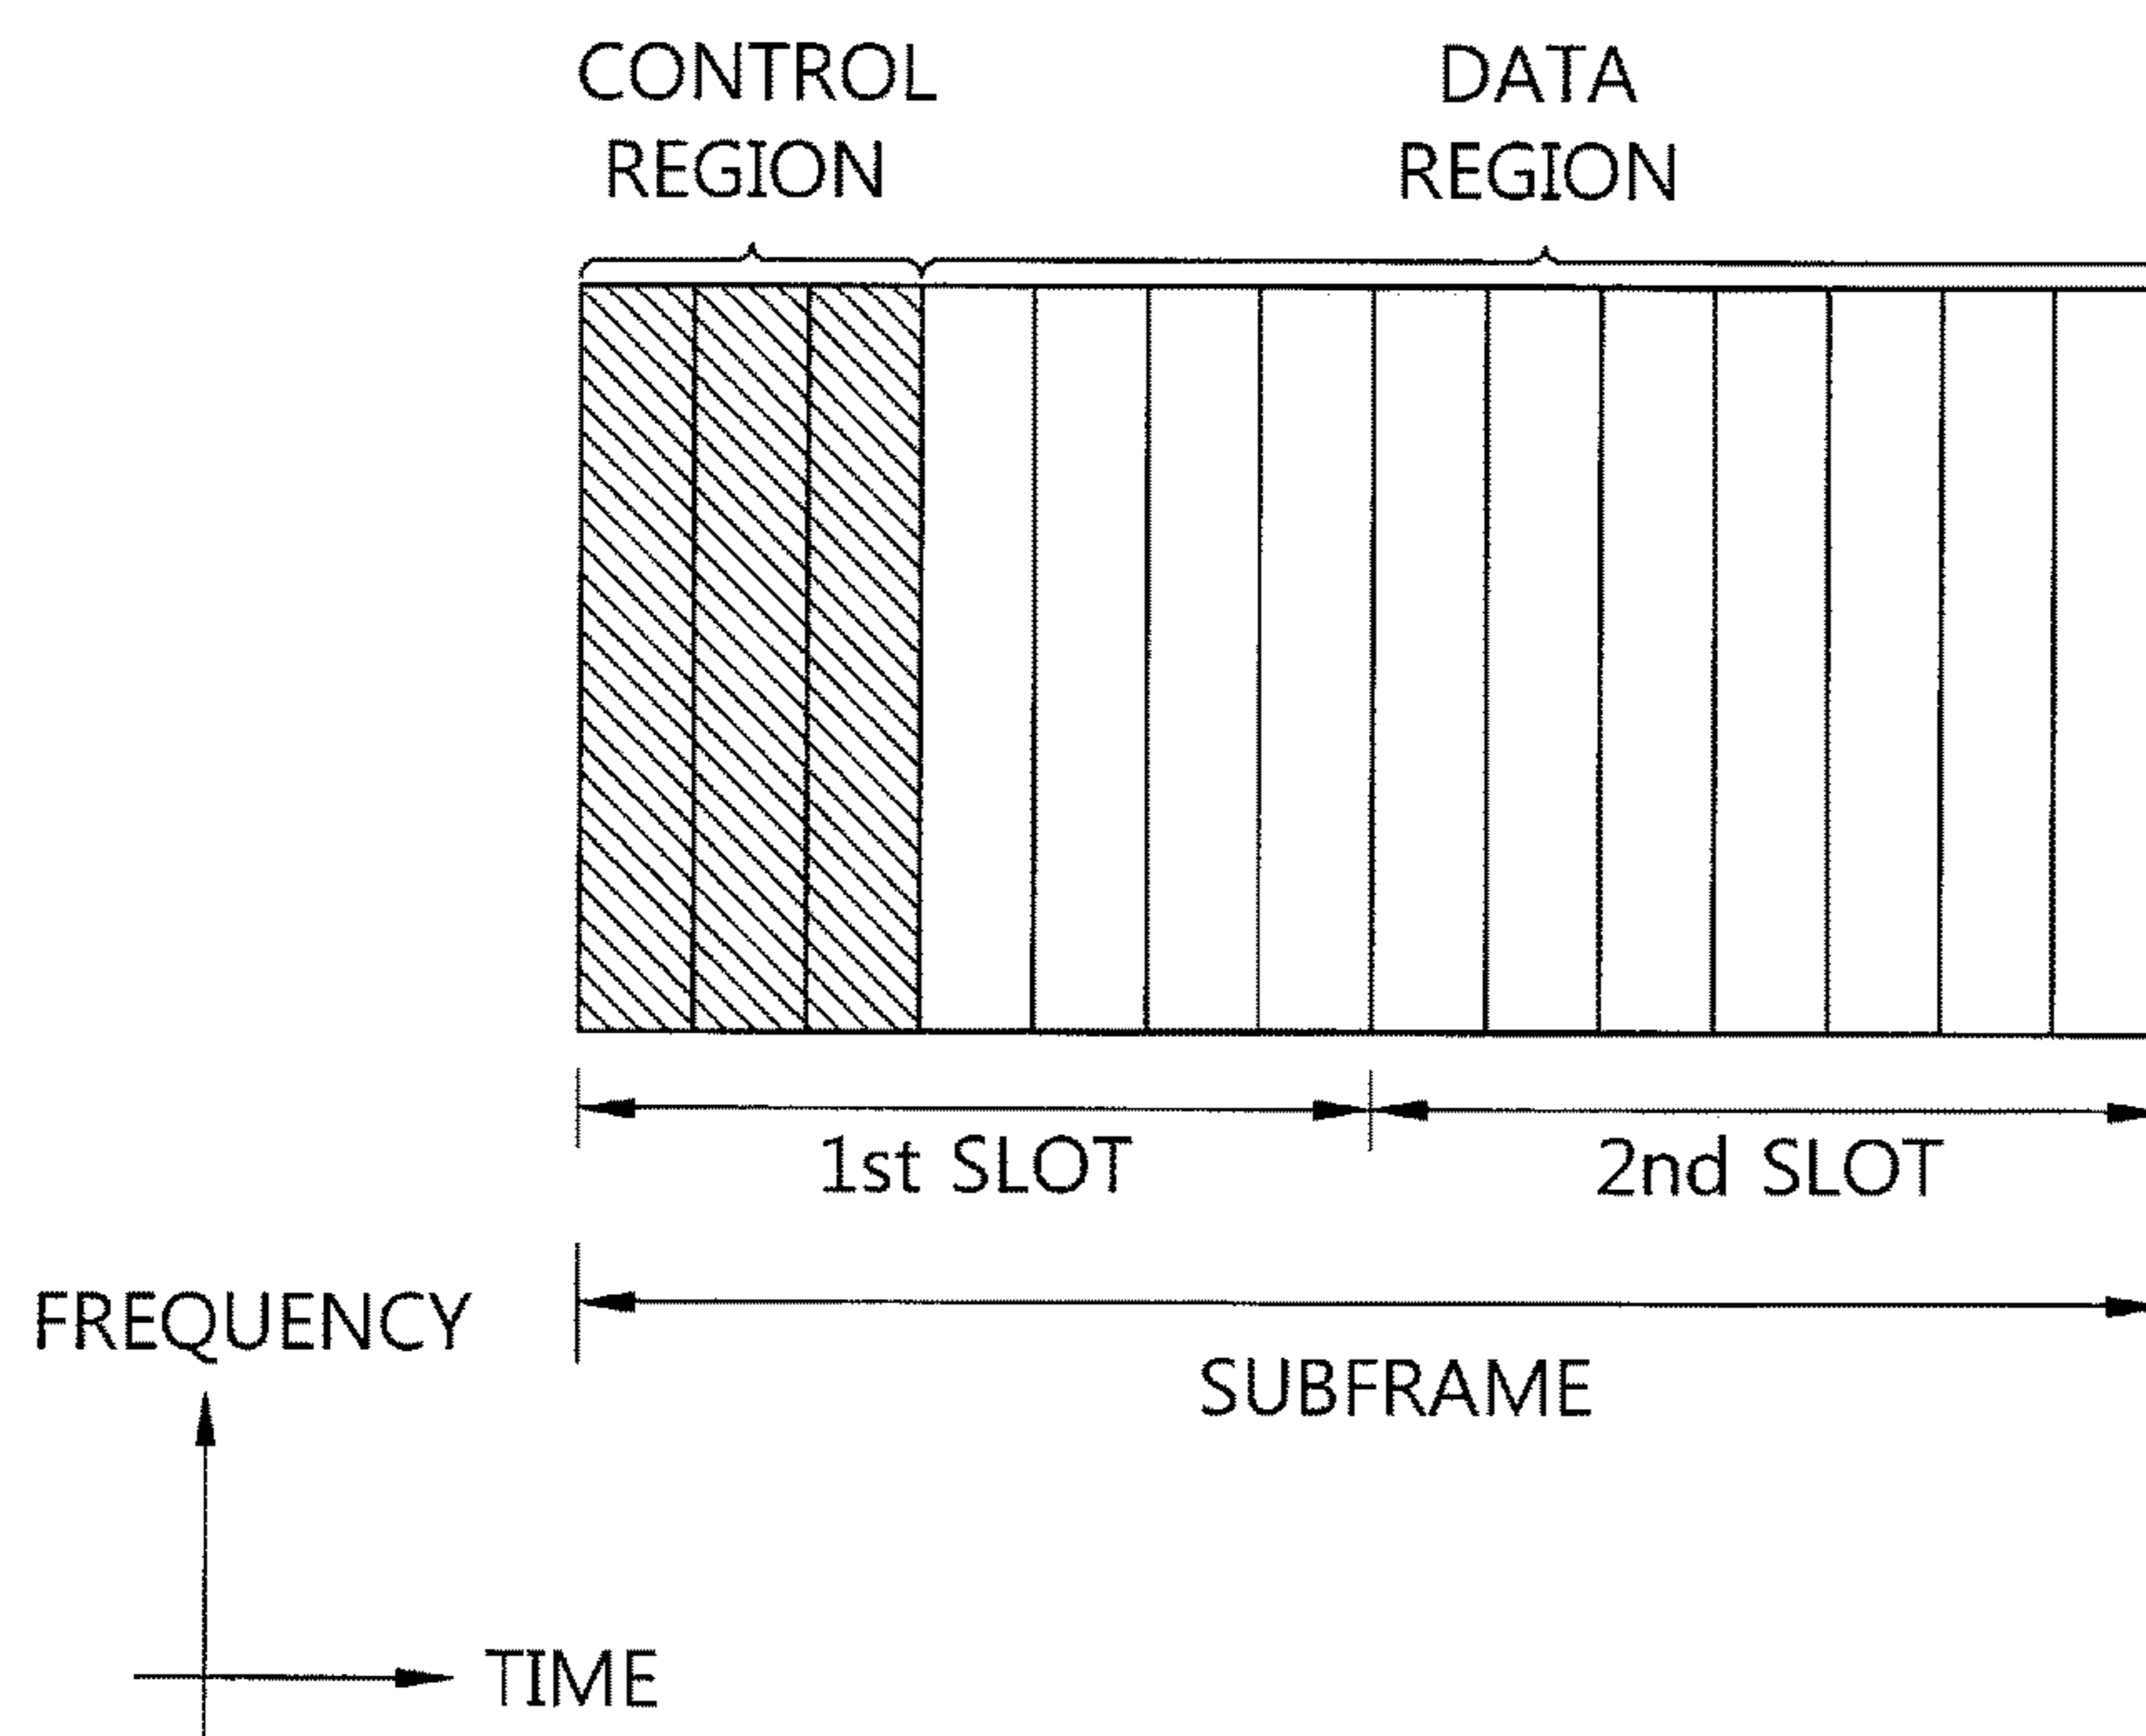 CONTROL
REGION
DATA
REGION
1st SLOT
2nd SLOT
SUBFRAME
FREQUENCY
TIME